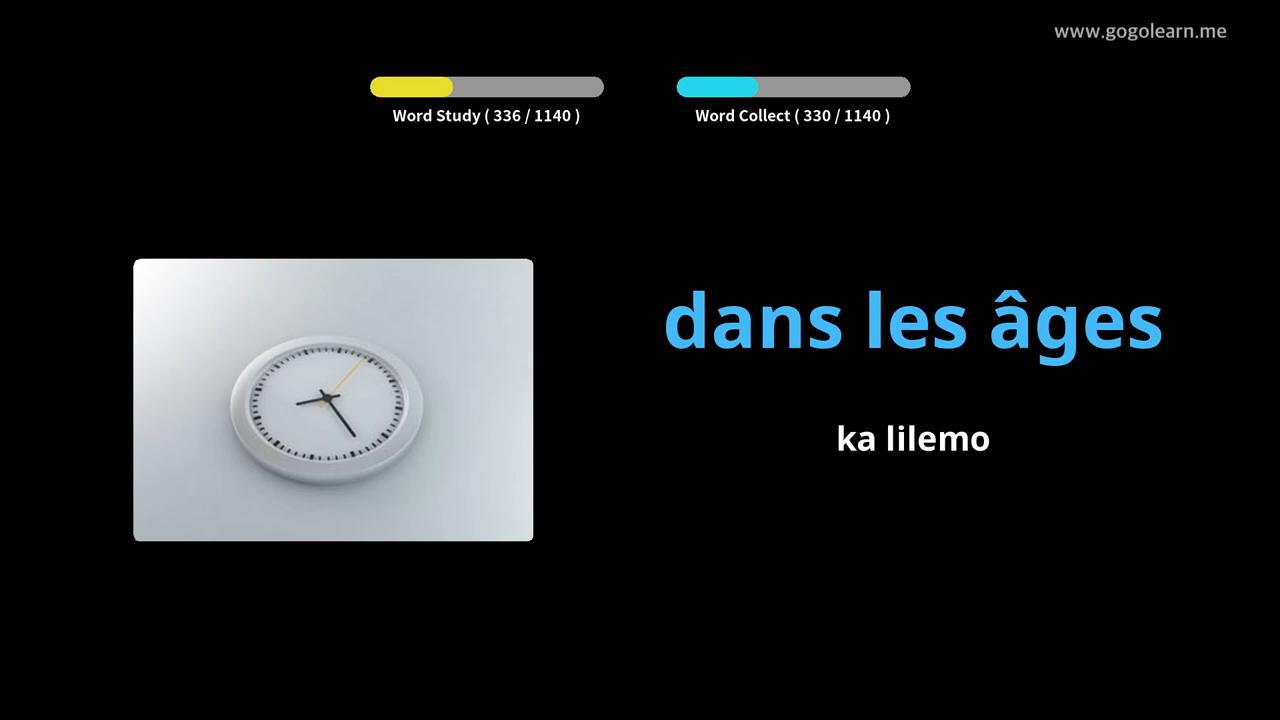 www.gogolearn.me
Word Study ( 336 / 1140 )
Word Collect ( 330 / 1140 )
dans les âges
ka lilemo